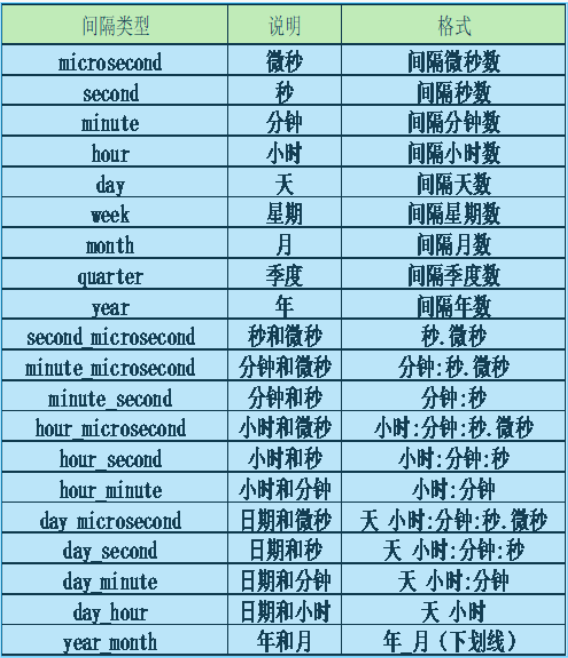 间隔类型 说明 格式
microsecond 微秒 间隔微秒数
second 秒 间隔秒数
minute 分钟 间隔分钟数
hour 小时 间隔小时数
day 天 间隔天数
week 星期 间隔星期数
month 月 间隔月数
quarter 季度 间隔季度数
year 年 间隔年数
second_microsecond 秒和微秒 秒.微秒
minute_microsecond 分钟和微秒 分钟:秒.微秒
minute_second 分钟和秒 分钟:秒
hour_microsecond 小时和微秒 小时:分钟:秒.微秒
hour_second 小时和秒 小时:分钟:秒
hour_minute 小时和分钟 小时:分钟
day_microsecond 日期和微秒 天 小时:分钟:秒.微秒
day_second 日期和秒 天 小时:分钟:秒
day_minute 日期和分钟 天 小时:分钟
day_hour 日期和小时 天 小时
year_month 年和月 年_月（下划线）